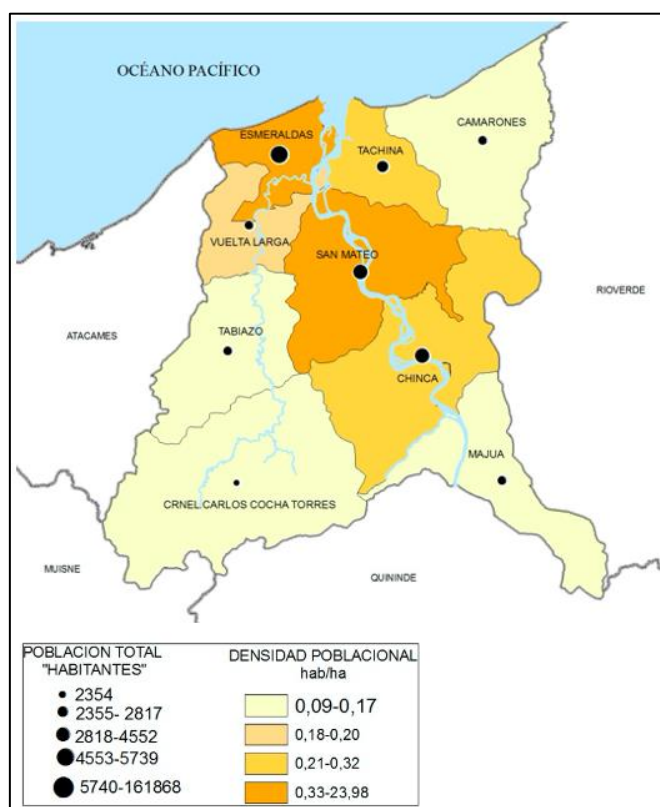 OCÉANO PACÍFICO
CAMARONES
ESMERALDAS
TACHINA
VUELTA LARGA
SAN MATEO
RIOVERDE
ATACAMES
TABIAZO
CHINCA
MAJUA
CRNEL CARLOS COCHA TORRES
MUISNE
QUININDE
POBLACION TOTAL
"HABITANTES"
2354
2355- 2817
2818-4552
4553-5739
5740-161868
DENSIDAD POBLACIONAL
hab/ha
0,09-0,17
0,18-0,20
0,21-0,32
0,33-23,98